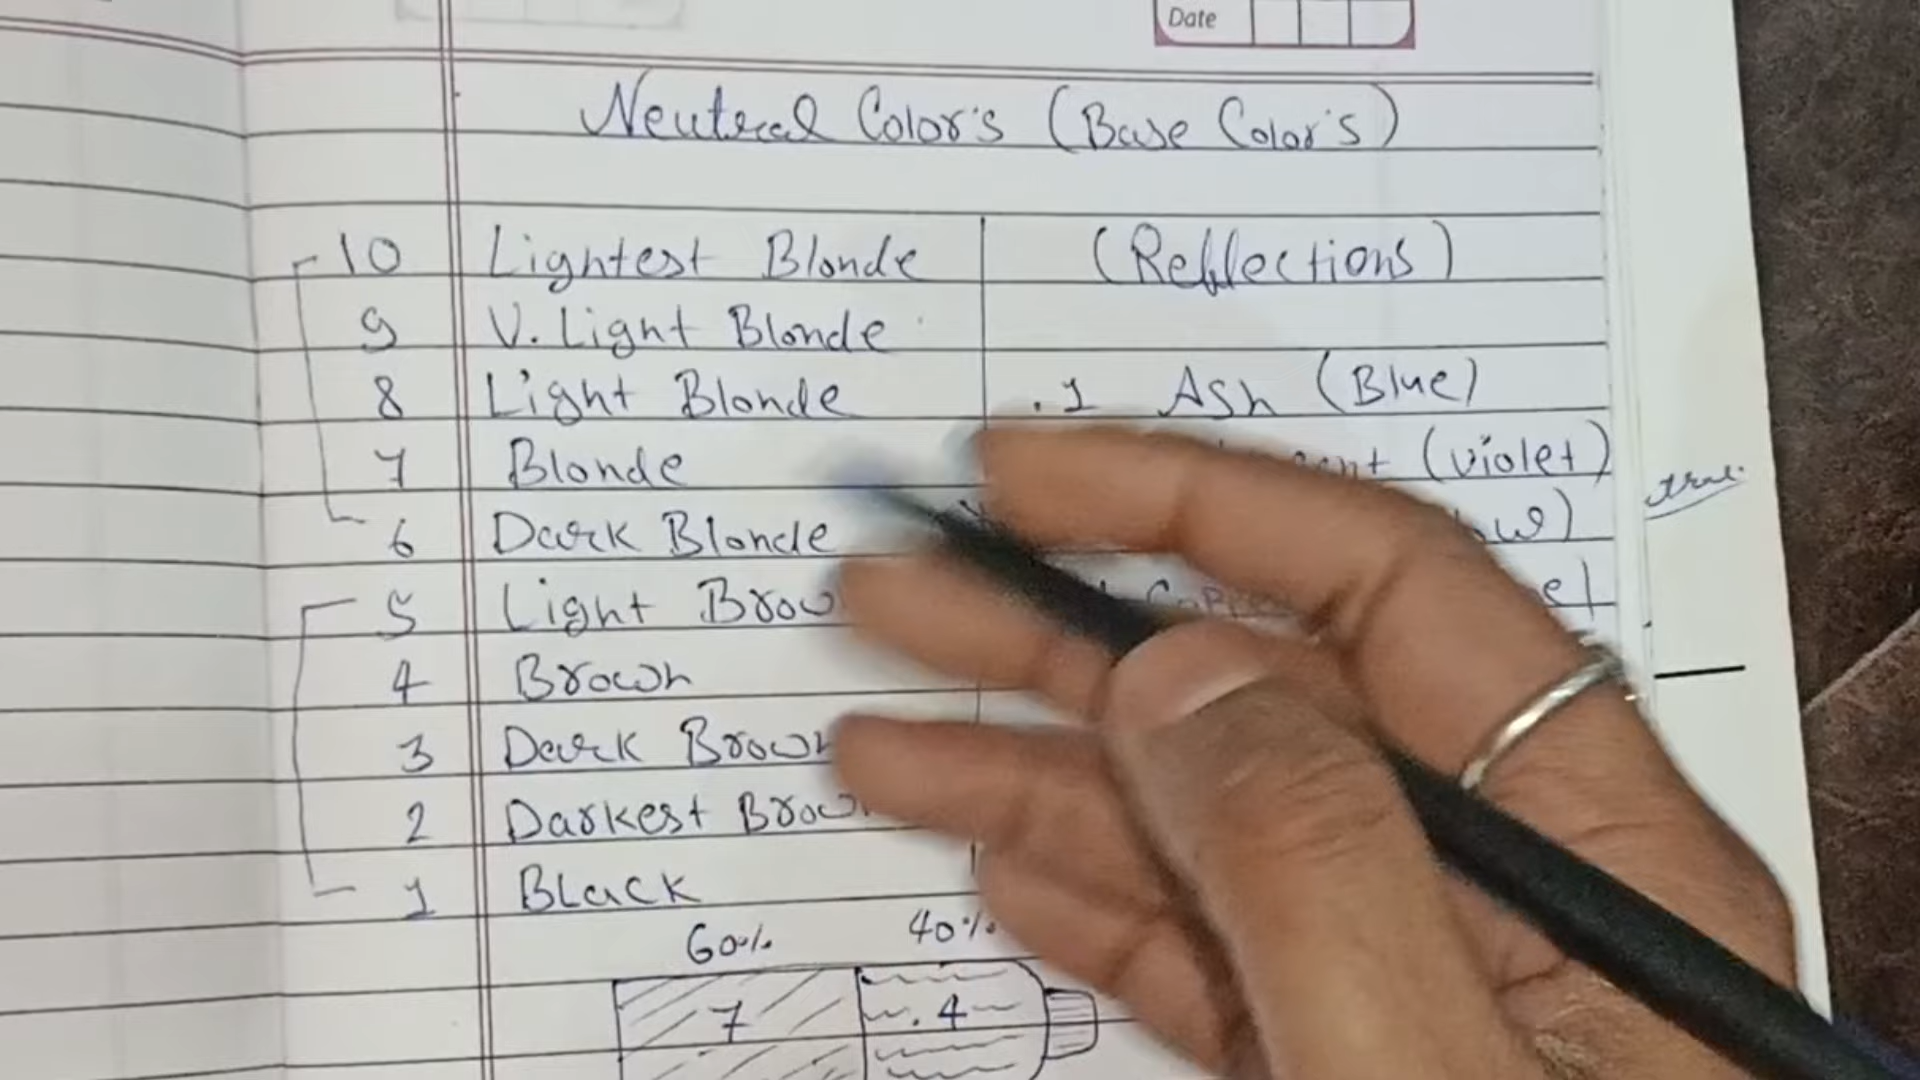 Date
Neutral Color's (Base Color's)
10 Lightest Blonde (Reflections)
9 V. Light Blonde
8 Light Blonde .1 Ash (Blue)
7 Blonde (violet)
6 Dark Blonde
5 Light
4 Brown
3 Dark Brown
2 Darkest
1 Black
60% 40%
7 .4